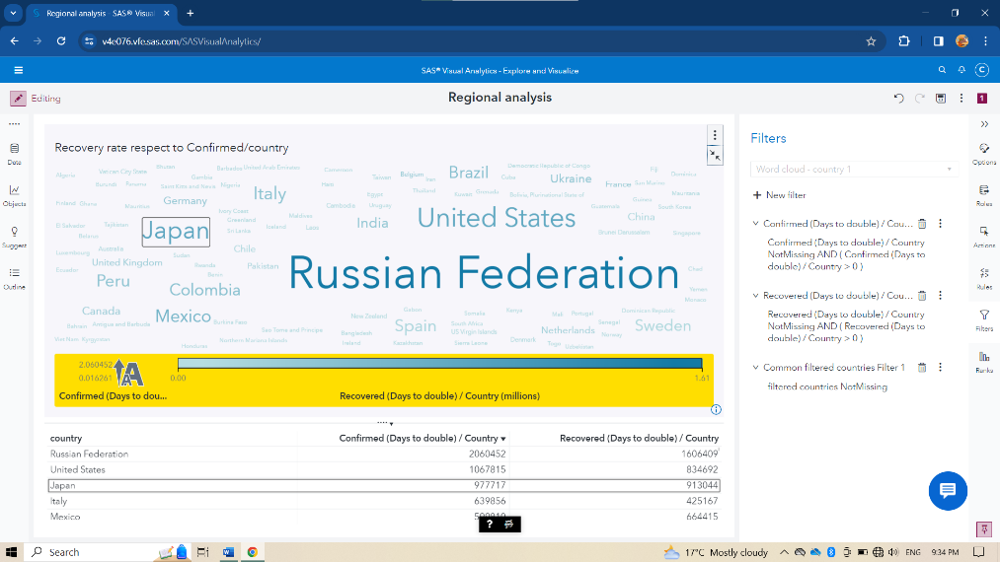 Regional analysis - SAS® Visual
v4e076.vfe.sas.com/SASVisualAnalytics/
SAS® Visual Analytics - Explore and Visualize
C
Editing
Regional analysis
1
Data
Objects
Suggest
Outline
Recovery rate respect to Confirmed/country
Algeria
Bhutan
Vatican City State
Barbados
United Arab Emirates
Cameroon
Democratic Republic of Congo
Fiji
Dominica
Burundi
Panama
Gambia
Saint Kitts and Nevis
Nigeria
Italy
Haiti
Taiwan
Belgium
Iran
Brazil
Cuba
Ukraine
France
San Marino
Finland
Ghana
Mauritius
Germany
Egypt
Thailand
Kuwait
Grenada
Bolivia, Plurinational State of
Guinea
Mauritania
Ivory Coast
Greenland
Maldives
Cambodia
Uruguay
Guatemala
South Korea
El Salvador
Tajikistan
Japan
Sri Lanka
Iceland
Laos
India
United States
China
Belarus
Brunei Darussalam
Singapore
Luxembourg
Australia
Sudan
Chile
Ecuador
United Kingdom
Rwanda
Pakistan
Russian Federation
Chad
Peru
Benin
Colombia
Yemen
Monaco
Canada
Mexico
Burkina Faso
New Zealand
Gabon
Somalia
Kenya
Mali
Portugal
Dominican Republic
Bahrain
Antigua and Barbuda
Sao Tome and Principe
Bangladesh
Spain
South Africa
US Virgin Islands
Netherlands
Senegal
Norway
Sweden
Viet Nam
Kyrgyzstan
Northern Mariana Islands
Ireland
Kazakhstan
Sierra Leone
Denmark
Togo
Uzbekistan
Honduras
2.060452
0.016261
0.00
1.61
Confirmed (Days to dou...
Recovered (Days to double) / Country (millions)
country
Confirmed (Days to double) / Country
Recovered (Days to double) / Country
Russian Federation
2060452
1606409
United States
1067815
834692
Japan
977717
913044
Italy
639856
425167
Mexico
664415
Filters
Word cloud - country 1
New filter
Confirmed (Days to double) / Cou...
Confirmed (Days to double) / Country
NotMissing AND ( Confirmed (Days to
double) / Country > 0 )
Recovered (Days to double) / Cou...
Recovered (Days to double) / Country
NotMissing AND ( Recovered (Days to
double) / Country > 0 )
Common filtered countries Filter 1
filtered countries NotMissing
Options
Roles
Actions
Rules
Filters
Ranks
Search
17°C Mostly cloudy
ENG
9:34 PM